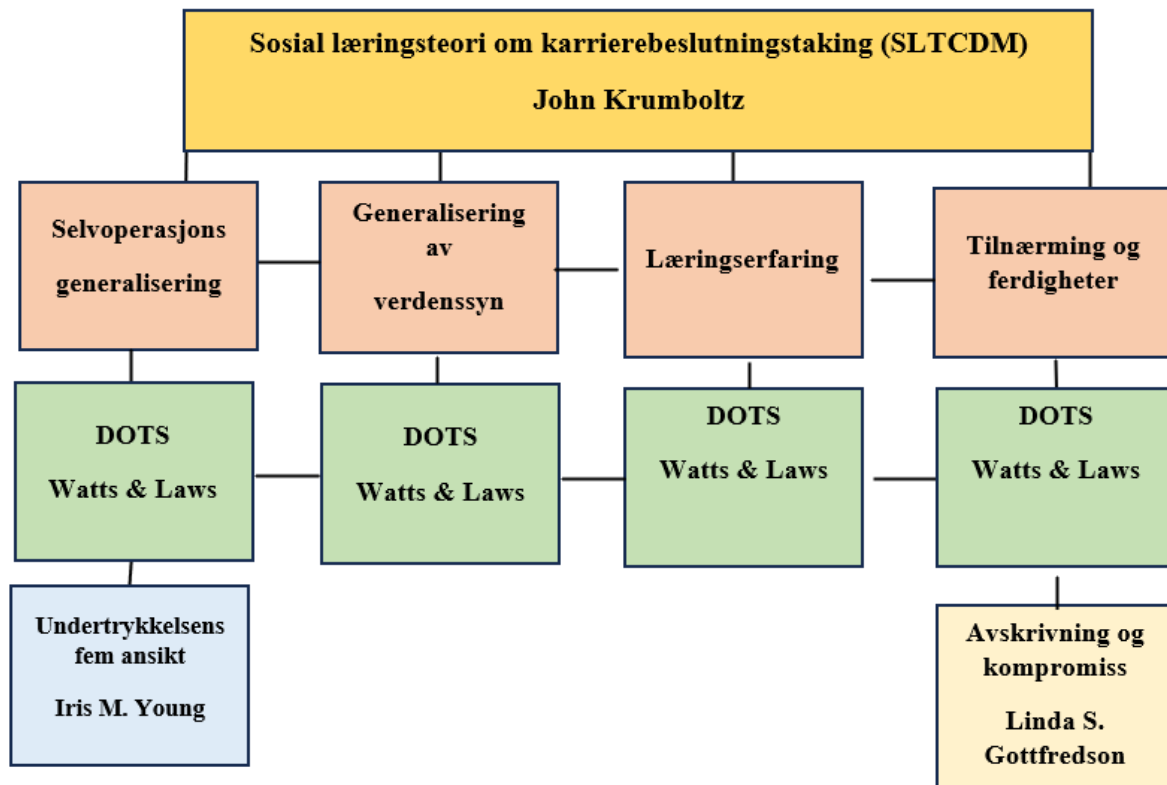 Sosial læringsteori om karrierebeslutningstaking (SLTCDM)
John Krumboltz
Selvoperasjons
generalisering
Generalisering
av
verdenssyn
Læringserfaring
Tilnærming og
ferdigheter
DOTS
Watts & Laws
DOTS
Watts & Laws
DOTS
Watts & Laws
DOTS
Watts & Laws
Undertrykkelsens
fem ansikt
Iris M. Young
Avskrivning og
kompromiss
Linda S.
Gottfredson